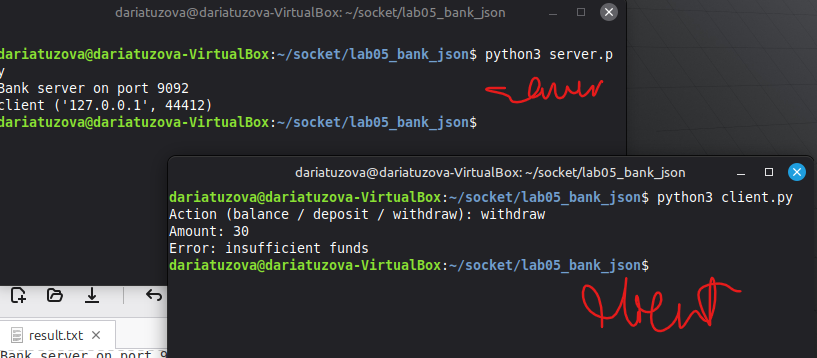 dariatuzova@dariatuzova-VirtualBox: ~/socket/lab05_bank_json
dariatuzova@dariatuzova-VirtualBox:~/socket/lab05_bank_json$ python3 server.p
y
Bank server on port 9092
client ('127.0.0.1', 44412)
dariatuzova@dariatuzova-VirtualBox:~/socket/lab05_bank_json$
dariatuzova@dariatuzova-VirtualBox: ~/socket/lab05_bank_json
dariatuzova@dariatuzova-VirtualBox:~/socket/lab05_bank_json$ python3 client.py
Action (balance / deposit / withdraw): withdraw
Amount: 30
Error: insufficient funds
dariatuzova@dariatuzova-VirtualBox:~/socket/lab05_bank_json$
result.txt
Bank server on port 9